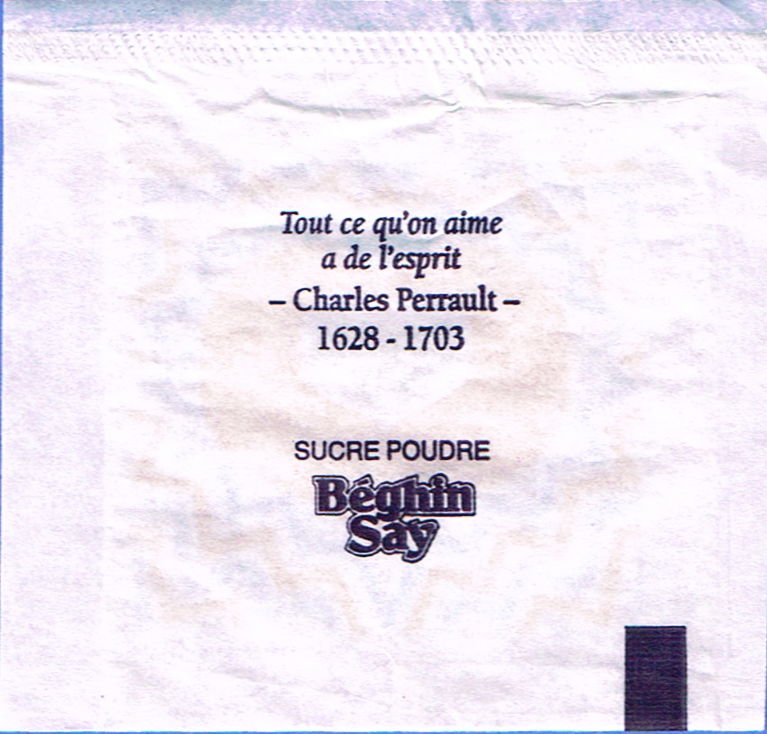 Tout ce qu'on aime
a de l'esprit
– Charles Perrault –
1628 - 1703
SUCRE POUDRE
Béghin
Say